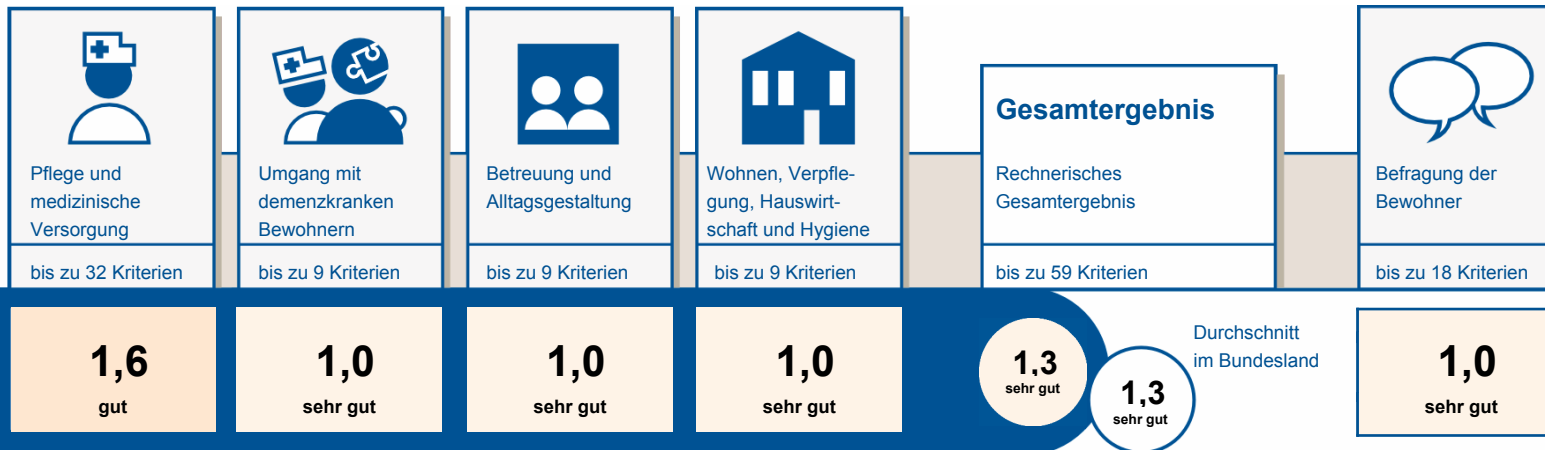 Pflege und
medizinische
Versorgung
bis zu 32 Kriterien
1,6
gut
Umgang mit
demenzkranken
Bewohnern
bis zu 9 Kriterien
1,0
sehr gut
Betreuung und
Alltagsgestaltung
bis zu 9 Kriterien
1,0
sehr gut
Wohnen, Verpfle-
gung, Hauswirt-
schaft und Hygiene
bis zu 9 Kriterien
1,0
sehr gut
Gesamtergebnis
Rechnerisches
Gesamtergebnis
bis zu 59 Kriterien
1,3
sehr gut
Durchschnitt
im Bundesland
1,3
sehr gut
Befragung der
Bewohner
bis zu 18 Kriterien
1,0
sehr gut